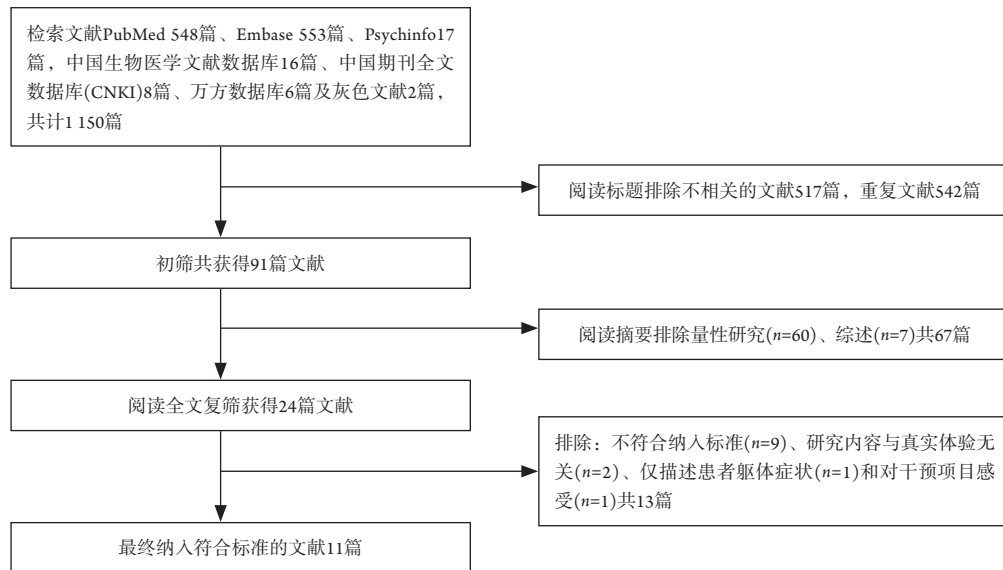 检索文献PubMed 548篇、Embase 553篇、Psychinfo17
篇，中国生物医学文献数据库16篇、中国期刊全文
数据库(CNKI)8篇、万方数据库6篇及灰色文献2篇，
共计1 150篇
阅读标题排除不相关的文献517篇，重复文献542篇
初筛共获得91篇文献
阅读摘要排除量性研究(n=60)、综述(n=7)共67篇
阅读全文复筛获得24篇文献
排除：不符合纳入标准(n=9)、研究内容与真实体验无
关(n=2)、仅描述患者躯体症状(n=1)和对干预项目感
受(n=1)共13篇
最终纳入符合标准的文献11篇